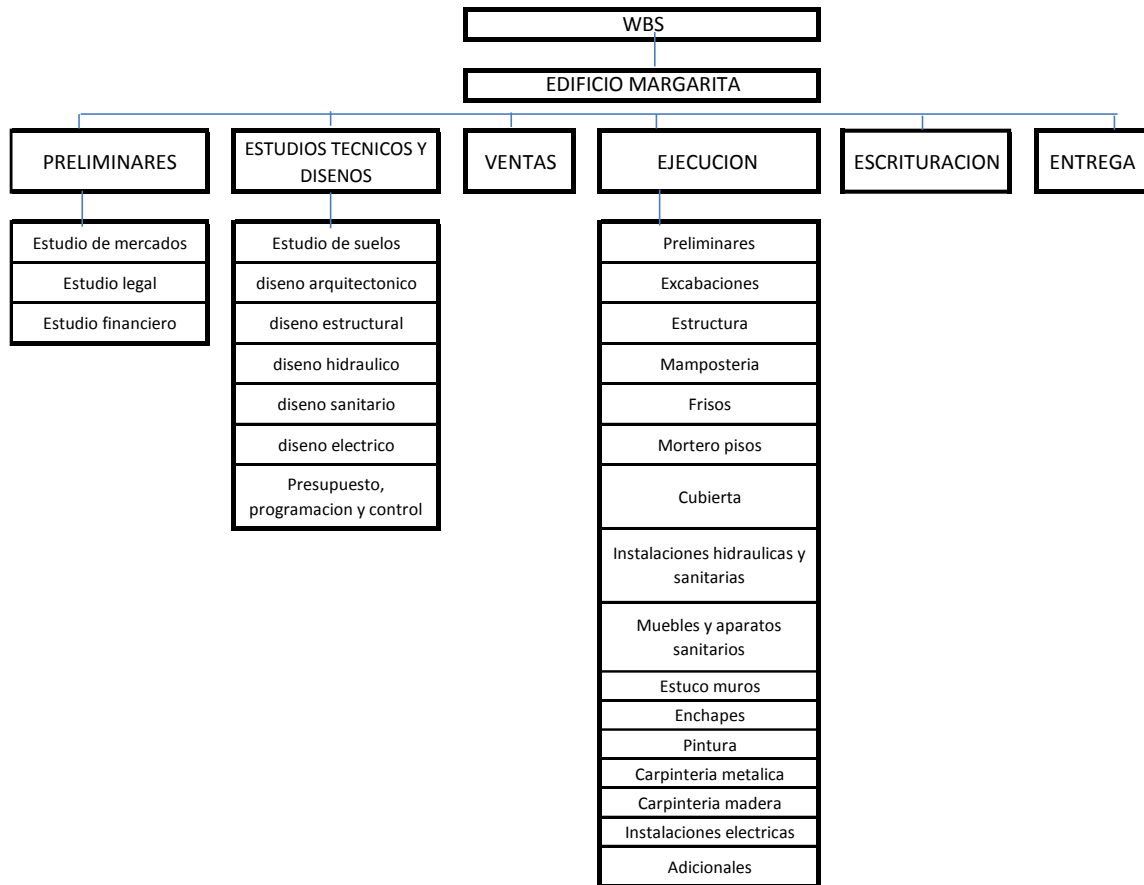 WBS
EDIFICIO MARGARITA
PRELIMINARES
ESTUDIOS TECNICOS Y
DISENOS
VENTAS
EJECUCION
ESCRITURACION
ENTREGA
Estudio de mercados
Estudio legal
Estudio financiero
Estudio de suelos
diseno arquitectonico
diseno estructural
diseno hidraulico
diseno sanitario
diseno electrico
Presupuesto,
programacion y control
Preliminares
Excabaciones
Estructura
Mamposteria
Frisos
Mortero pisos
Cubierta
Instalaciones hidraulicas y
sanitarias
Muebles y aparatos
sanitarios
Estuco muros
Enchapes
Pintura
Carpinteria metalica
Carpinteria madera
Instalaciones electricas
Adicionales